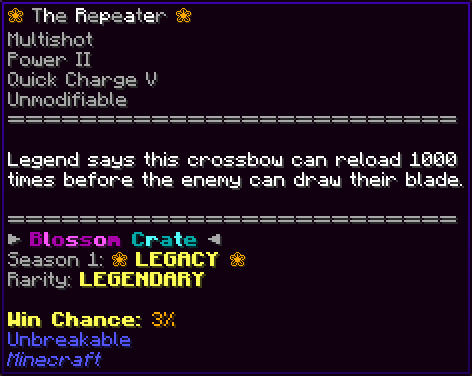 ❀ The Repeater ❀
Multishot
Power II
Quick Charge V
Unmodifiable
==============================
Legend says this crossbow can reload 1000
times before the enemy can draw their blade.
==============================
► Blossom Crate ◄
Season 1: ❀ LEGACY ❀
Rarity: LEGENDARY
Win Chance: 3%
Unbreakable
Minecraft